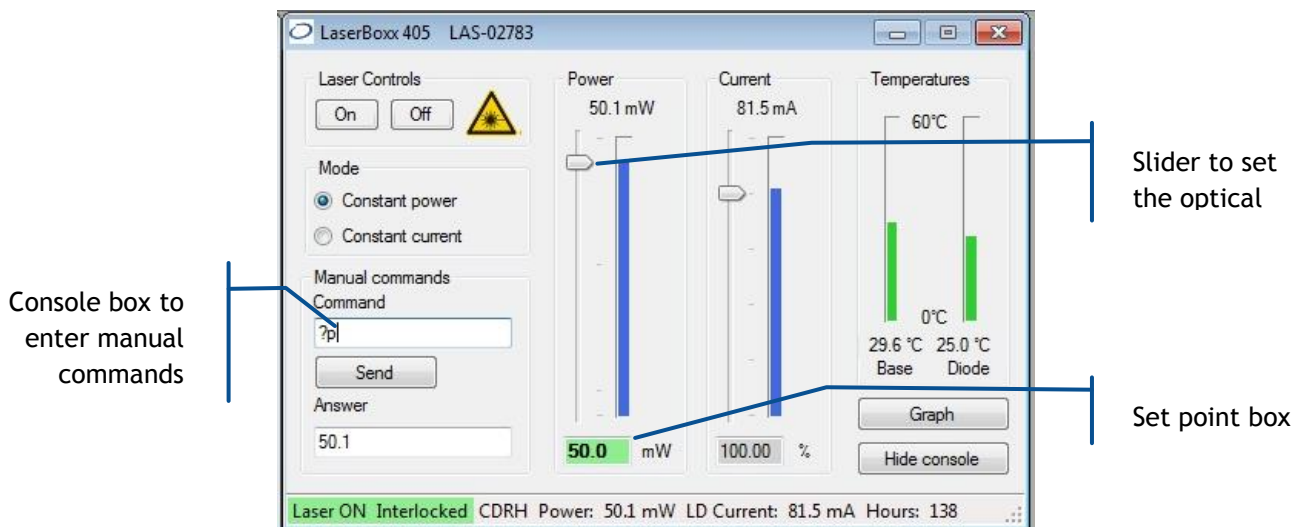 LaserBoxx 405 LAS-02783
Laser Controls
On Off
Mode
Constant power
Constant current
Manual commands
Command
?p
Send
Answer
50.1
Power
50.1 mW
50.0 mW
Current
81.5 mA
100.00 %
Temperatures
60°C
0°C
29.6 °C 25.0 °C
Base Diode
Graph
Hide console
Laser ON Interlocked CDRH Power: 50.1 mW LD Current: 81.5 mA Hours: 138
Console box to
enter manual
commands
Slider to set
the optical
Set point box